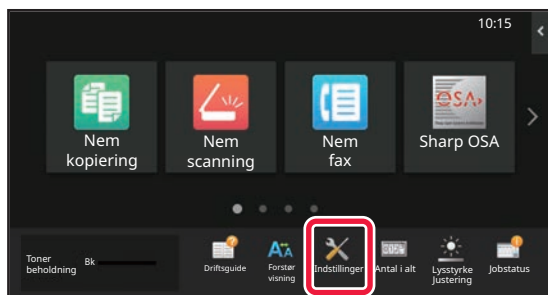 10:15
Nem
kopiering
Nem
scanning
Nem
fax
OSA
Sharp OSA
Toner
beholdning
Bk
Driftsguide
Forstør
visning
Indstillinger
Antal i alt
Lysstyrke
Justering
Jobstatus